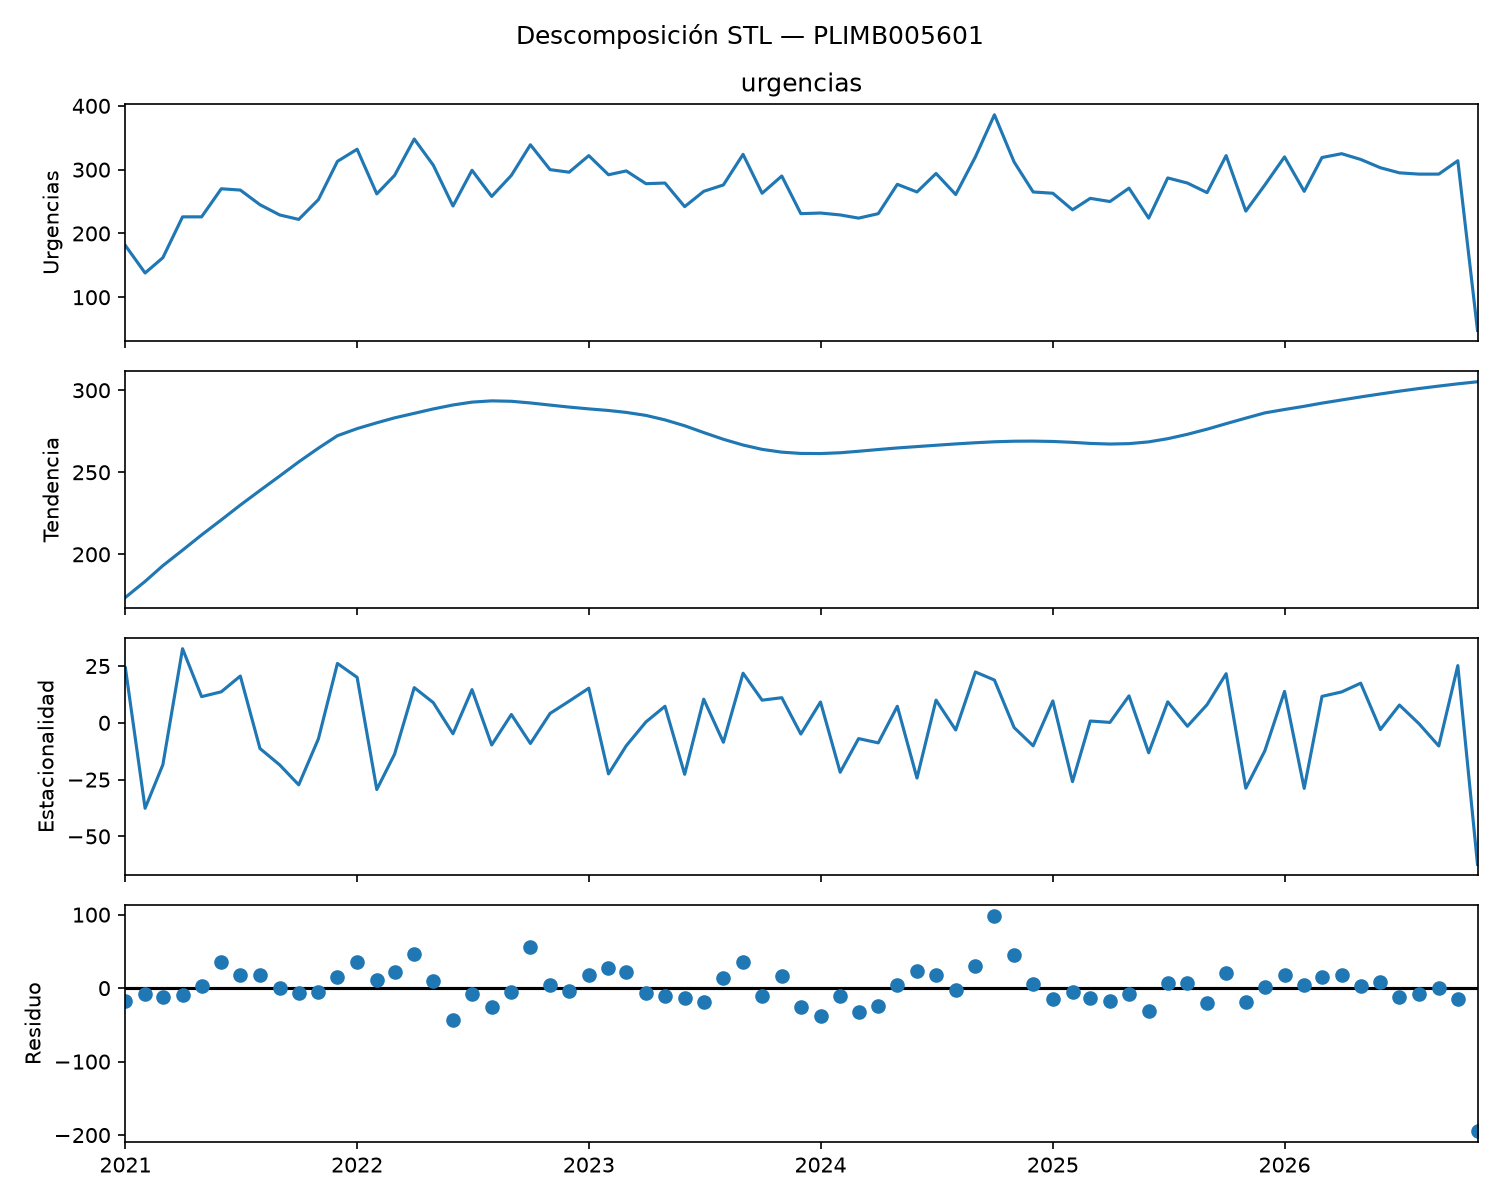 Descomposición STL — PLIMB005601
urgencias
Urgencias
400
300
200
100
Tendencia
300
250
200
Estacionalidad
25
0
−25
−50
Residuo
100
0
−100
−200
2021 2022 2023 2024 2025 2026